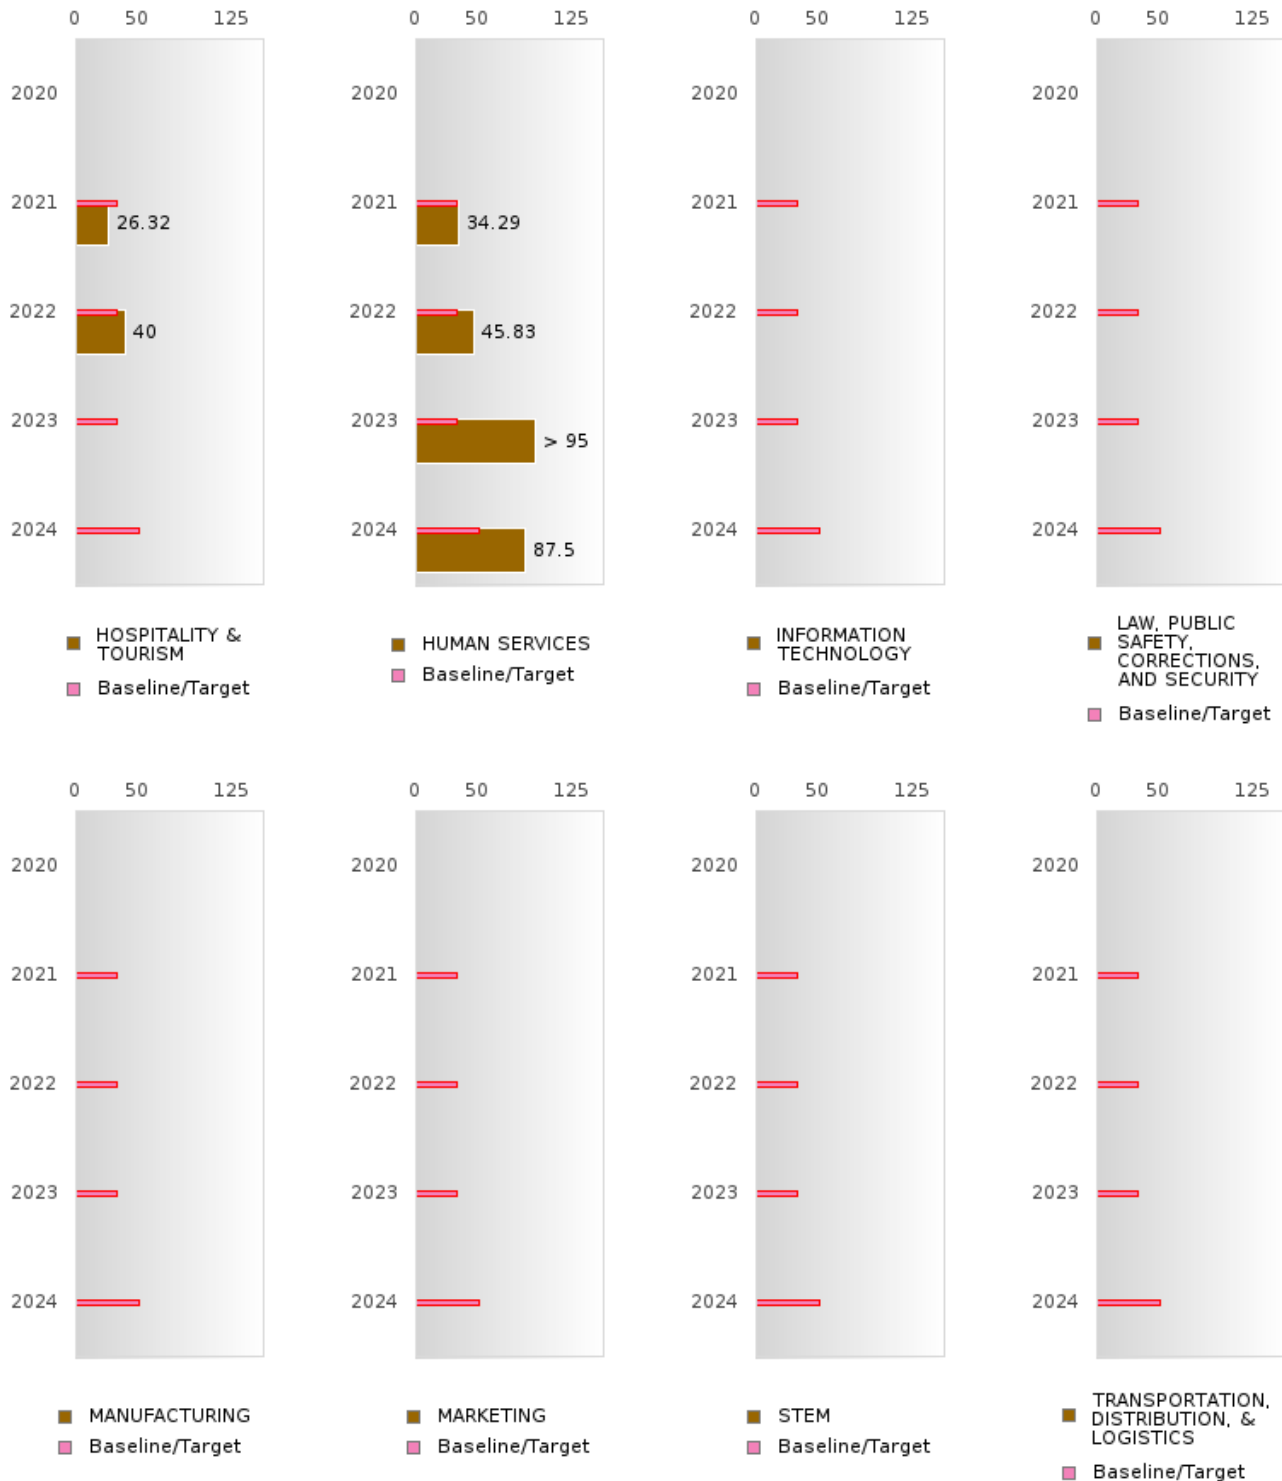 0 50 125 0 50 125 0 50 125 0 50 125
2020 2020 2020 2020
2021 2021 2021 2021
26.32 34.29
2022 2022 2022 2022
40 45.83
2023 2023 2023 2023
> 95
2024 2024 2024 2024
87.5
HOSPITALITY &
TOURISM
Baseline/Target
HUMAN SERVICES
Baseline/Target
INFORMATION
TECHNOLOGY
Baseline/Target
LAW, PUBLIC
SAFETY,
CORRECTIONS,
AND SECURITY
Baseline/Target
0 50 125 0 50 125 0 50 125 0 50 125
2020 2020 2020 2020
2021 2021 2021 2021
2022 2022 2022 2022
2023 2023 2023 2023
2024 2024 2024 2024
MANUFACTURING
Baseline/Target
MARKETING
Baseline/Target
STEM
Baseline/Target
TRANSPORTATION,
DISTRIBUTION, &
LOGISTICS
Baseline/Target